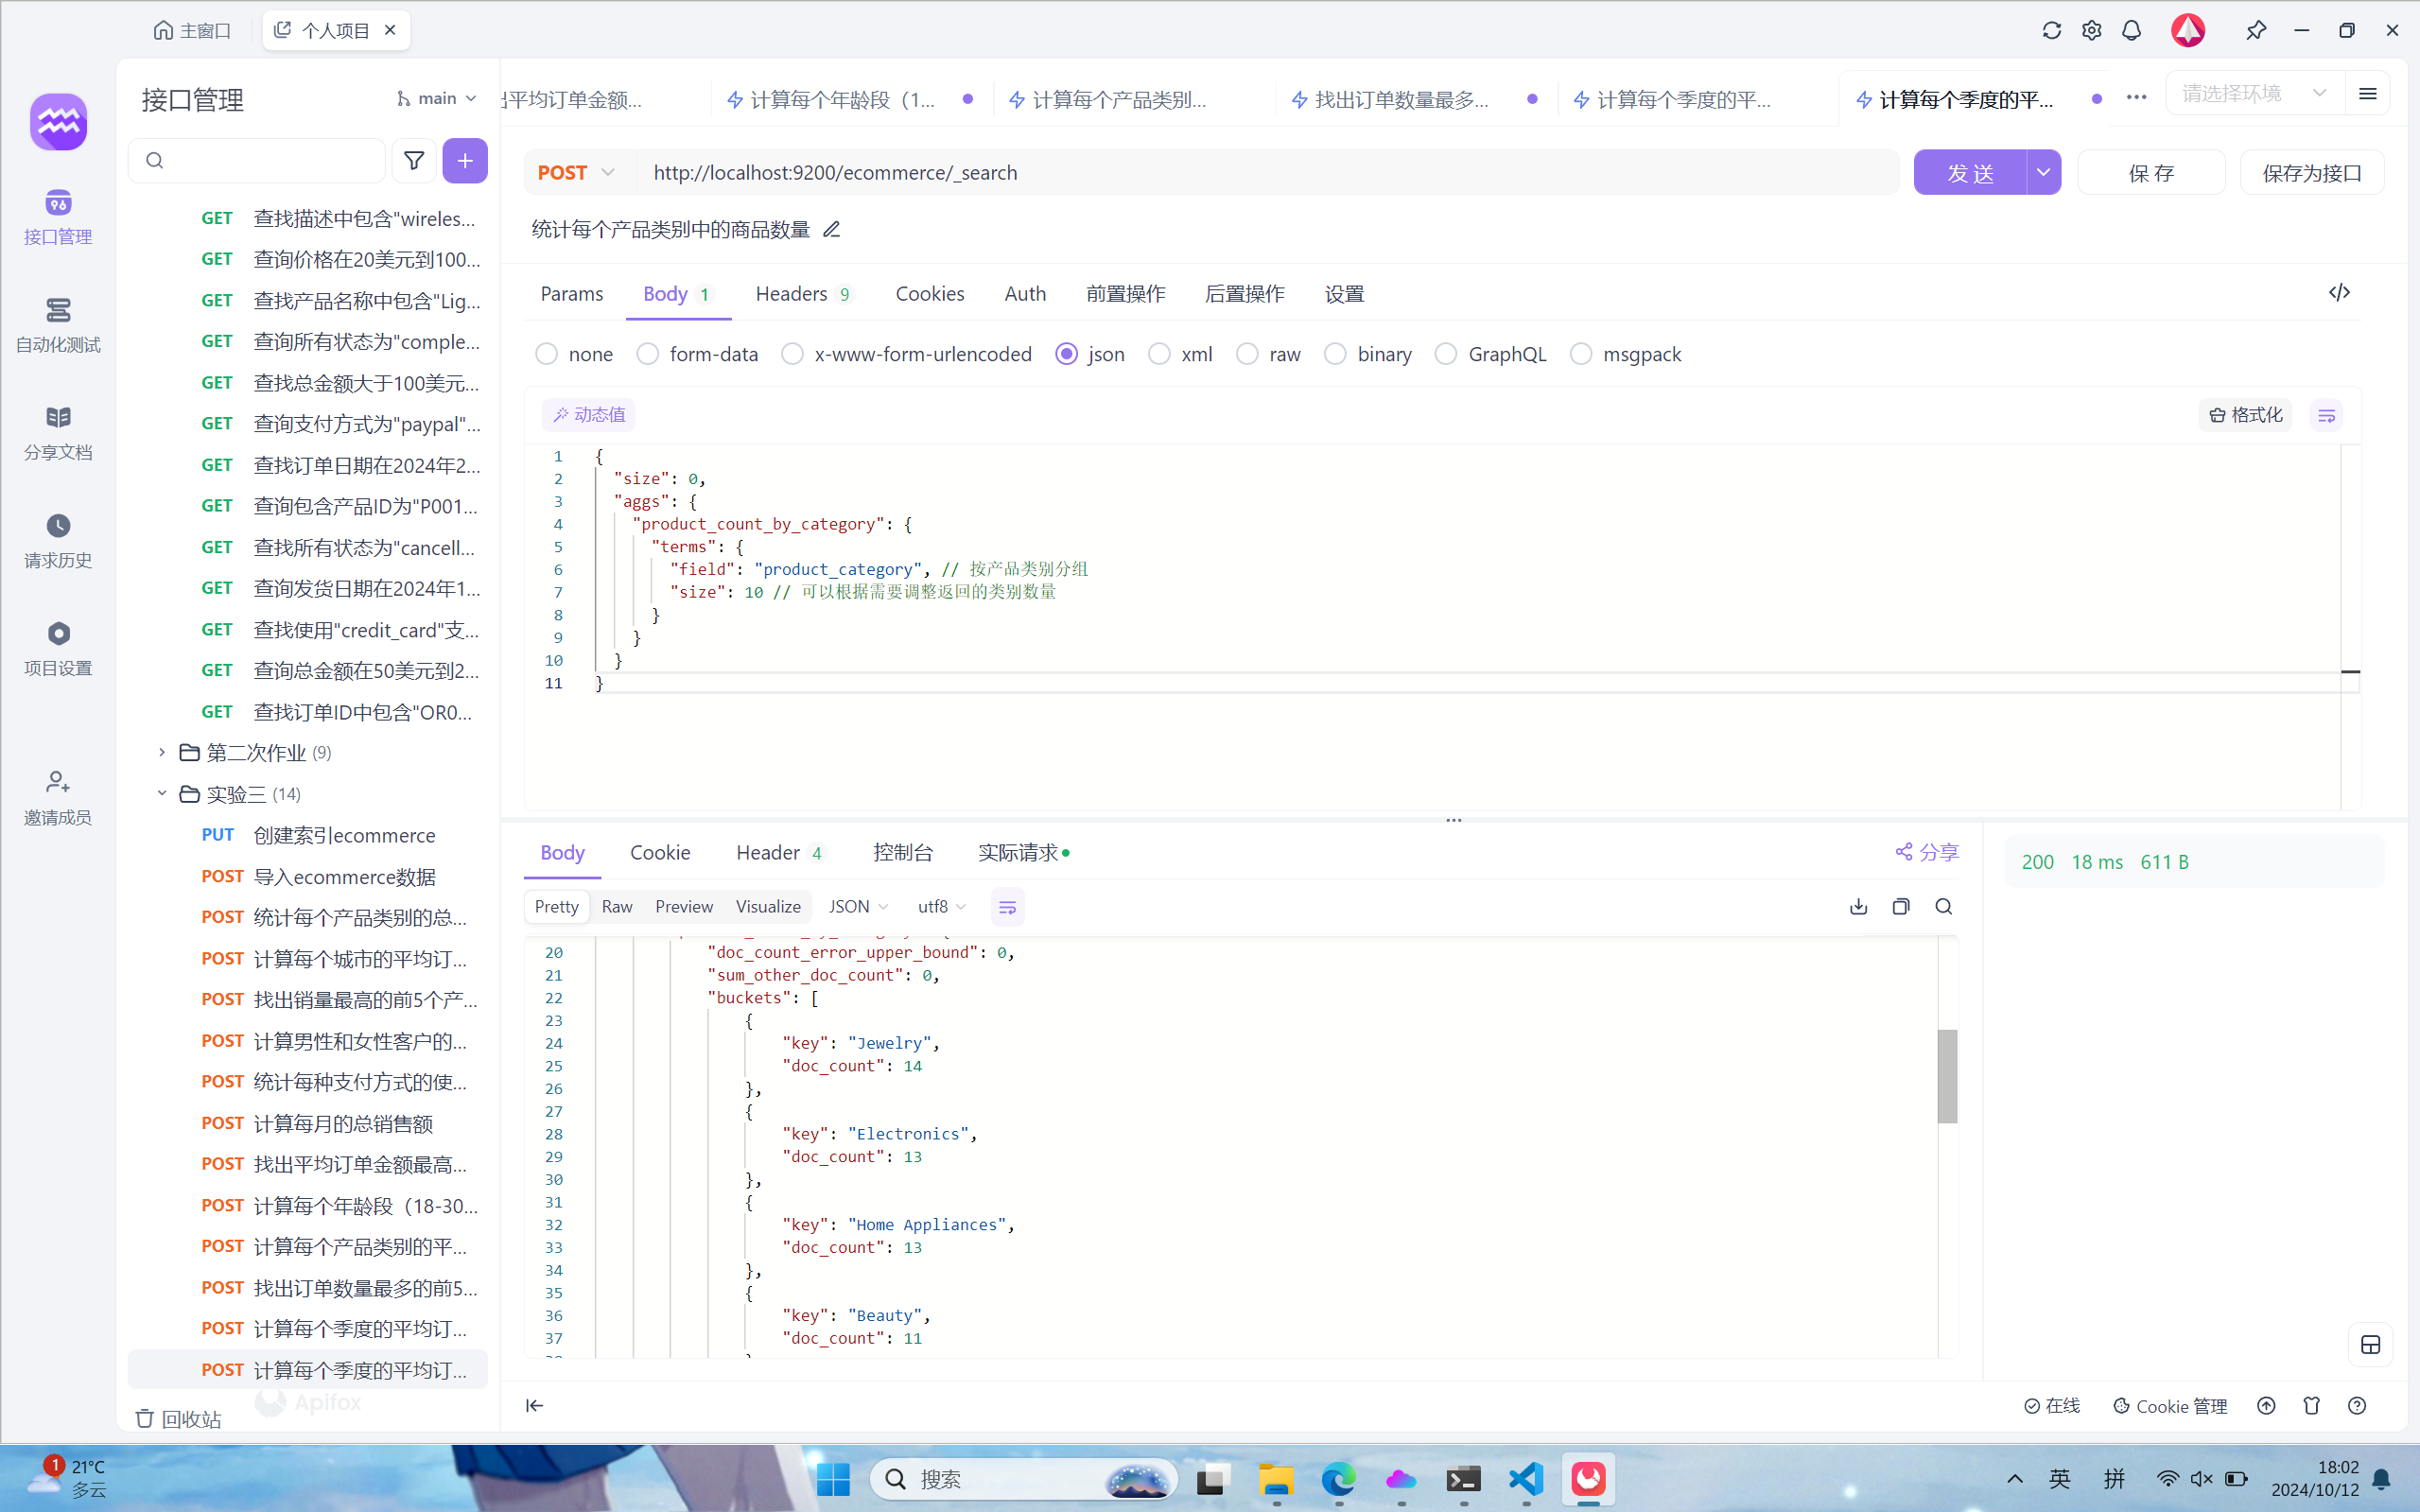 主窗口
个人项目
接口管理
main
出平均订单金额...
计算每个年龄段（1...
计算每个产品类别...
找出订单数量最多...
计算每个季度的平...
计算每个季度的平...
请选择环境
POST
http://localhost:9200/ecommerce/_search
发 送
保 存
保存为接口
统计每个产品类别中的商品数量
接口管理
自动化测试
分享文档
请求历史
项目设置
邀请成员
GET 查找描述中包含"wireles...
GET 查询价格在20美元到100...
GET 查找产品名称中包含"Lig...
GET 查询所有状态为"comple...
GET 查找总金额大于100美元...
GET 查询支付方式为"paypal"...
GET 查找订单日期在2024年2...
GET 查询包含产品ID为"P001...
GET 查找所有状态为"cancell...
GET 查询发货日期在2024年1...
GET 查找使用"credit_card"支...
GET 查询总金额在50美元到2...
GET 查找订单ID中包含"OR0...
第二次作业 (9)
实验三 (14)
PUT 创建索引ecommerce
POST 导入ecommerce数据
POST 统计每个产品类别的总...
POST 计算每个城市的平均订...
POST 找出销量最高的前5个产...
POST 计算男性和女性客户的...
POST 统计每种支付方式的使...
POST 计算每月的总销售额
POST 找出平均订单金额最高...
POST 计算每个年龄段（18-30...
POST 计算每个产品类别的平...
POST 找出订单数量最多的前5...
POST 计算每个季度的平均订...
POST 计算每个季度的平均订...
Apifox
回收站
Params Body 1 Headers 9 Cookies Auth 前置操作 后置操作 设置
none form-data x-www-form-urlencoded json xml raw binary GraphQL msgpack
动态值
格式化
1 {
2 "size": 0,
3 "aggs": {
4 "product_count_by_category": {
5 "terms": {
6 "field": "product_category", // 按产品类别分组
7 "size": 10 // 可以根据需要调整返回的类别数量
8 }
9 }
10 }
11 }
Body Cookie Header 4 控制台 实际请求
分享
200 18 ms 611 B
Pretty Raw Preview Visualize JSON utf8
20 "doc_count_error_upper_bound": 0,
21 "sum_other_doc_count": 0,
22 "buckets": [
23 {
24 "key": "Jewelry",
25 "doc_count": 14
26 },
27 {
28 "key": "Electronics",
29 "doc_count": 13
30 },
31 {
32 "key": "Home Appliances",
33 "doc_count": 13
34 },
35 {
36 "key": "Beauty",
37 "doc_count": 11
在线
Cookie 管理
1
21°C
多云
搜索
英
拼
18:02
2024/10/12